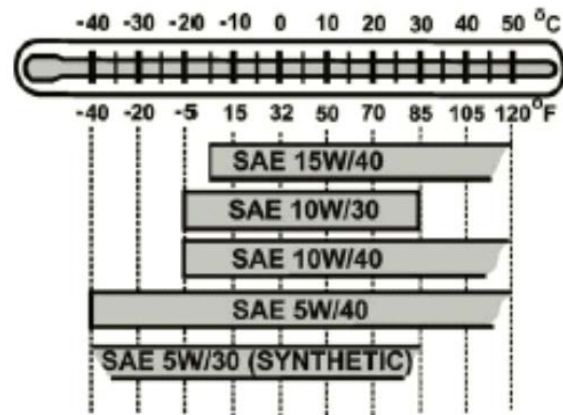 -40 -30 -20 -10 0 10 20 30 40 50 °C
-40 -20 -5 15 32 50 70 85 105 120 °F
SAE 15W/40
SAE 10W/30
SAE 10W/40
SAE 5W/40
SAE 5W/30 (SYNTHETIC)